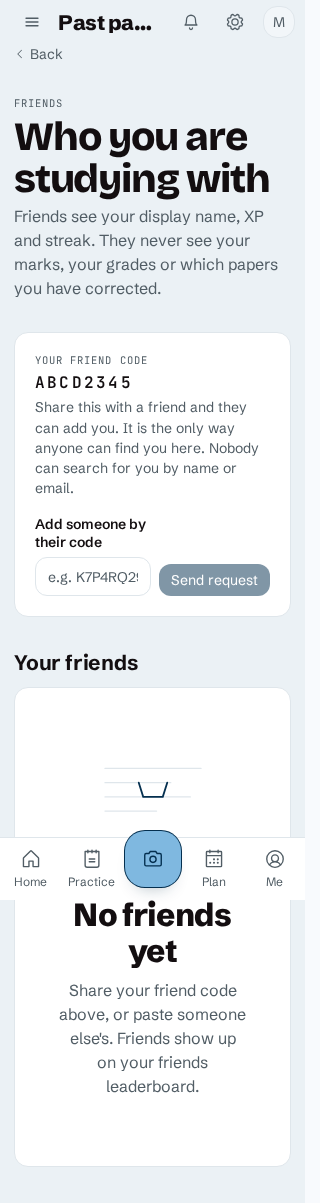 Past pa...
M
Back
FRIENDS
Who you are
studying with
Friends see your display name, XP
and streak. They never see your
marks, your grades or which papers
you have corrected.
YOUR FRIEND CODE
ABCD2345
Share this with a friend and they
can add you. It is the only way
anyone can find you here. Nobody
can search for you by name or
email.
Add someone by
their code
e.g. K7P4RQ2
Send request
Your friends
Home
Practice
Plan
Me
No friends
yet
Share your friend code
above, or paste someone
else's. Friends show up
on your friends
leaderboard.